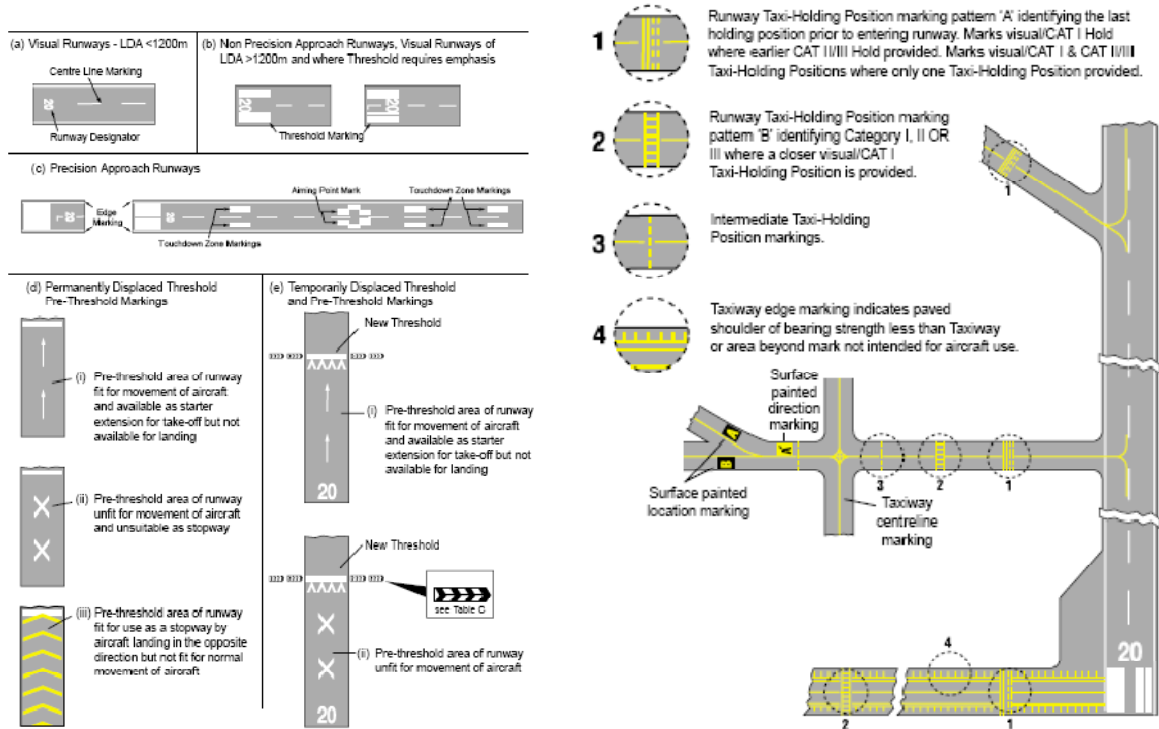 (a) Visual Runways - LDA <1200m
Centre Line Marking
20
Runway Designator
(b) Non Precision Approach Runways, Visual Runways of
LDA >1200m and where Threshold requires emphasis
20
20
L
Threshold Marking
(c) Precision Approach Runways
Edge
Marking
20
L
20
Aiming Point Mark
Touchdown Zone Markings
Touchdown Zone Markings
(d) Permanently Displaced Threshold
Pre-Threshold Markings
(i) Pre-threshold area of runway
fit for movement of aircraft
and available as starter
extension for take-off but not
available for landing
(ii) Pre-threshold area of runway
unfit for movement of aircraft
and unsuitable as stopway
(iii) Pre-threshold area of runway
fit for use as a stopway by
aircraft landing in the opposite
direction but not fit for normal
movement of aircraft
(e) Temporarily Displaced Threshold
and Pre-Threshold Markings
New Threshold
(i) Pre-threshold area of runway
fit for movement of aircraft
and available as starter
extension for take-off but not
available for landing
20
New Threshold
see Table C
(ii) Pre-threshold area of runway
unfit for movement of aircraft
20
1
Runway Taxi-Holding Position marking pattern 'A' identifying the last
holding position prior to entering runway. Marks visual/CAT I Hold
where earlier CAT II/III Hold provided. Marks visual/CAT I & CAT II/III
Taxi-Holding Positions where only one Taxi-Holding Position provided.
2
Runway Taxi-Holding Position marking
pattern 'B' identifying Category I, II OR
III where a closer visual/CAT I
Taxi-Holding Position is provided.
3
Intermediate Taxi-Holding
Position markings.
4
Taxiway edge marking indicates paved
shoulder of bearing strength less than Taxiway
or area beyond mark not intended for aircraft use.
1
Surface
painted
direction
marking
A
A
B
3
2
1
Surface painted
location marking
Taxiway
centreline
marking
4
20
2
1